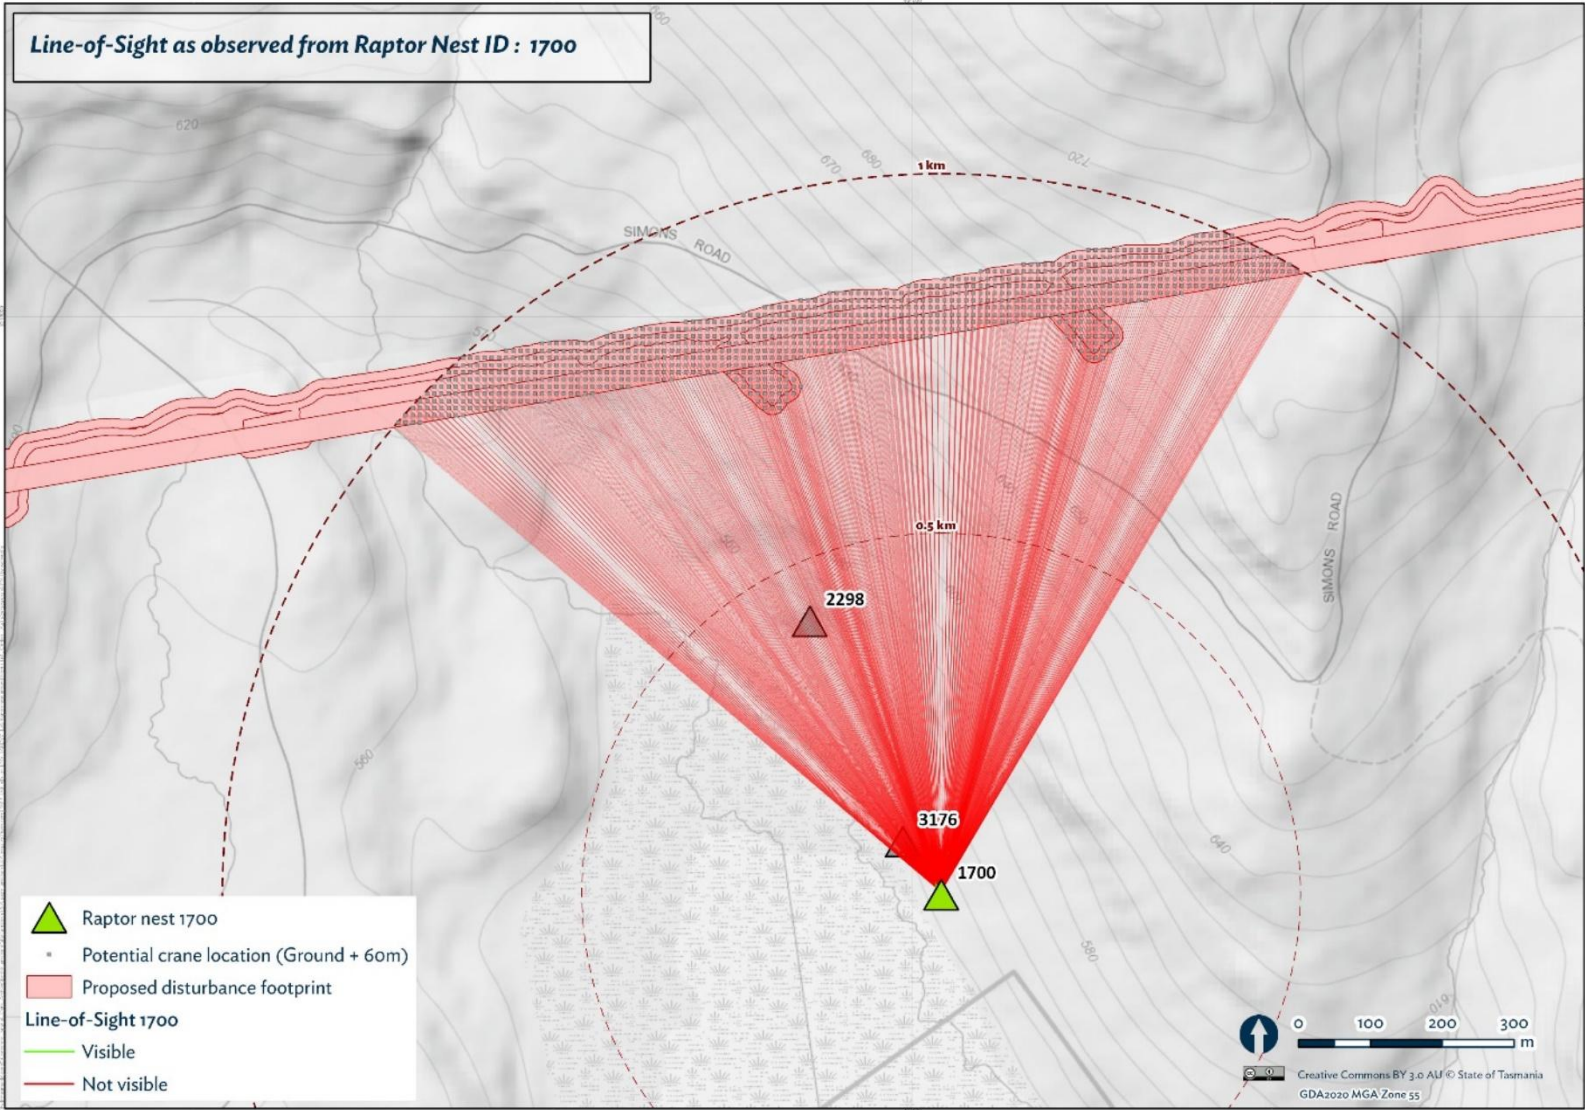 Line-of-Sight as observed from Raptor Nest ID : 1700
660
620
670
680
720
1 km
SIMONS ROAD
570
0.5 km
650
SIMONS ROAD
2298
560
3176
1700
640
580
610
Raptor nest 1700
Potential crane location (Ground + 60m)
Proposed disturbance footprint
Line-of-Sight 1700
Visible
Not visible
0 100 200 300
m
Creative Commons BY 3.0 AU © State of Tasmania
GDA2020 MGA Zone 55